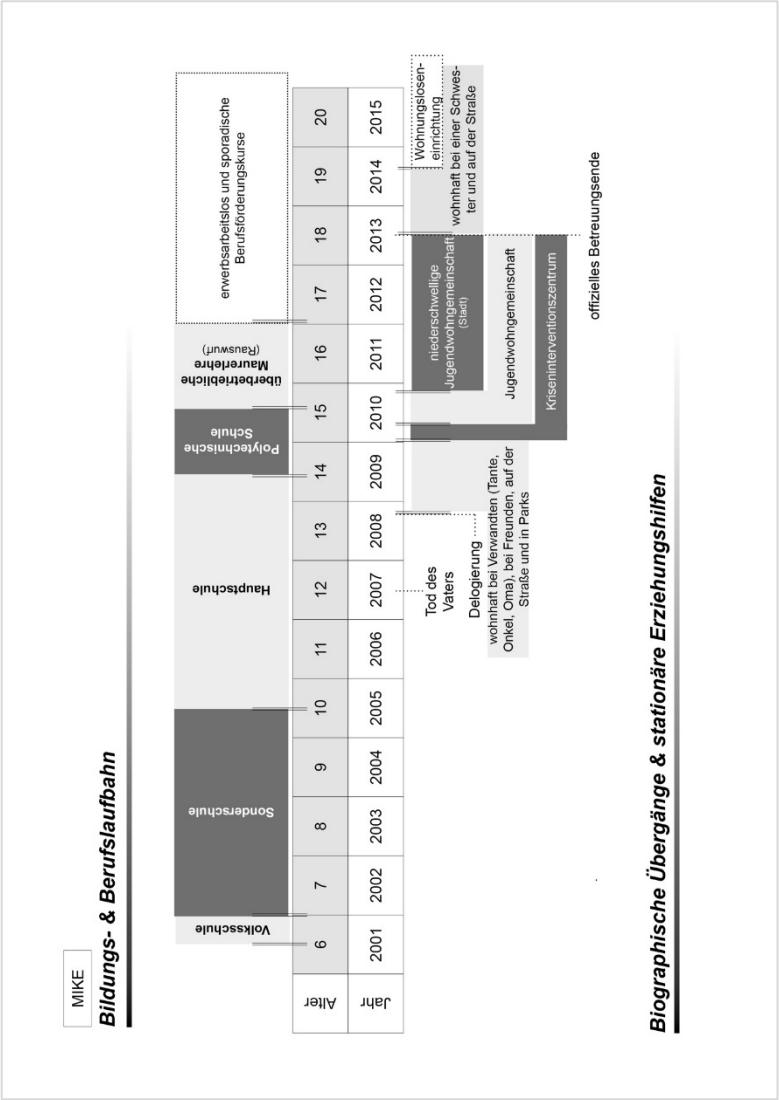 MIKE
Bildungs- & Berufslaufbahn
Volksschule
Sonderschule
Hauptschule
Polytechnische
Schule
überbetriebliche
Maurerlehre
(Rauswurf)
erwerbsarbeitslos und sporadische
Berufsförderungskurse
Alter 6 7 8 9 10 11 12 13 14 15 16 17 18 19 20
Jahr 2001 2002 2003 2004 2005 2006 2007 2008 2009 2010 2011 2012 2013 2014 2015
Tod des
Vaters
Delogierung
wohnhaft bei Verwandten (Tante,
Onkel, Oma), bei Freunden, auf der
Straße und in Parks
niederschwellige
Jugendwohngemeinschaft
(Stadt)
Jugendwohngemeinschaft
Kriseninterventionszentrum
Wohnungslosen-
einrichtung
wohnhaft bei einer Schwes-
ter und auf der Straße
offizielles Betreuungsende
Biographische Übergänge & stationäre Erziehungshilfen